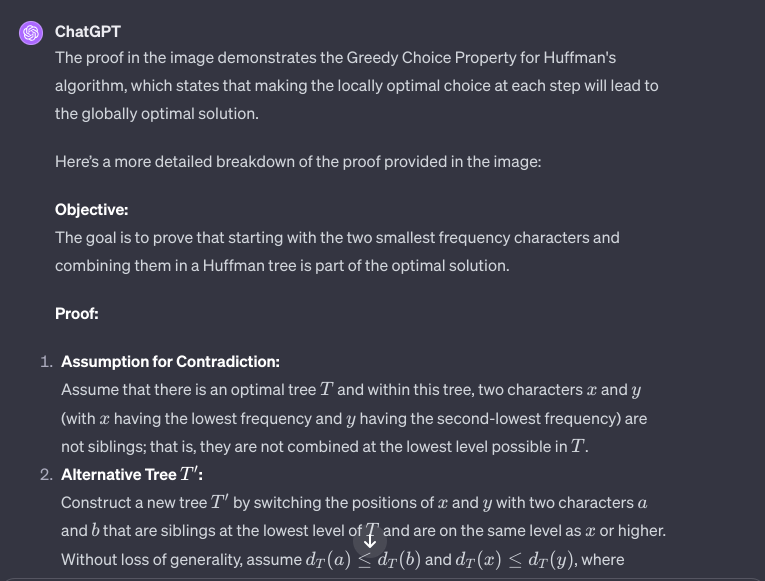 ChatGPT
The proof in the image demonstrates the Greedy Choice Property for Huffman's
algorithm, which states that making the locally optimal choice at each step will lead to
the globally optimal solution.
Here's a more detailed breakdown of the proof provided in the image:
Objective:
The goal is to prove that starting with the two smallest frequency characters and
combining them in a Huffman tree is part of the optimal solution.
Proof:
1. Assumption for Contradiction:
Assume that there is an optimal tree T and within this tree, two characters x and y
(with x having the lowest frequency and y having the second-lowest frequency) are
not siblings; that is, they are not combined at the lowest level possible in T.
2. Alternative Tree T′:
Construct a new tree T′ by switching the positions of x and y with two characters a
and b that are siblings at the lowest level of T and are on the same level as x or higher.
Without loss of generality, assume d_T(a) ≤ d_T(b) and d_T(x) ≤ d_T(y), where